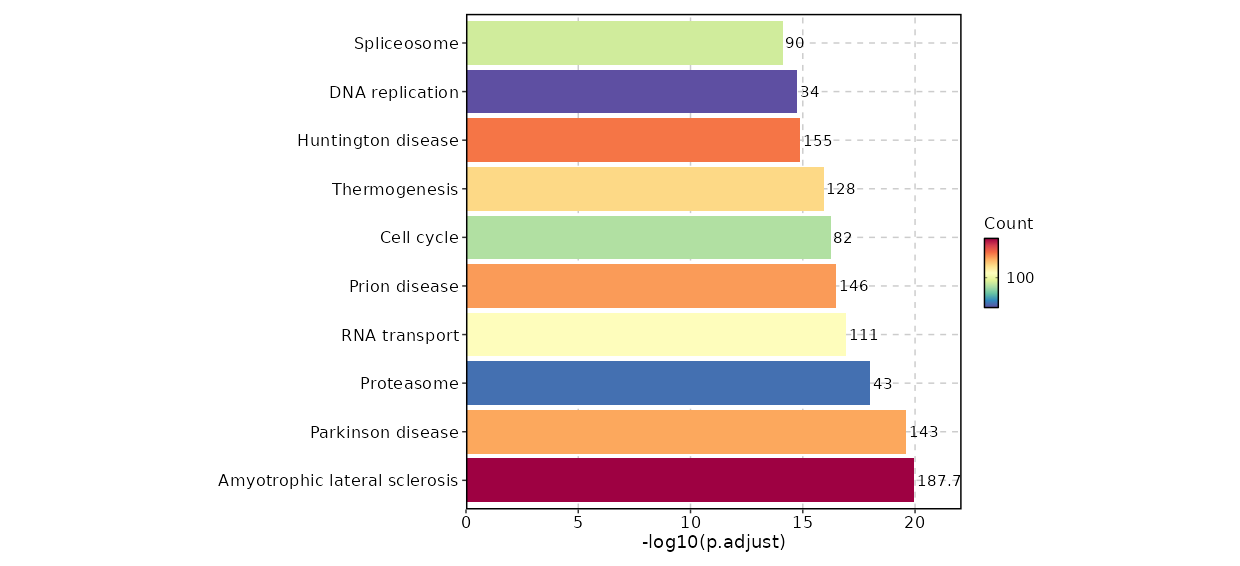 Spliceosome 90
DNA replication 34
Huntington disease 155
Thermogenesis 128
Cell cycle 82
Prion disease 146
RNA transport 111
Proteasome 43
Parkinson disease 143
Amyotrophic lateral sclerosis 187.7
0 5 10 15 20
-log10(p.adjust)
Count
100